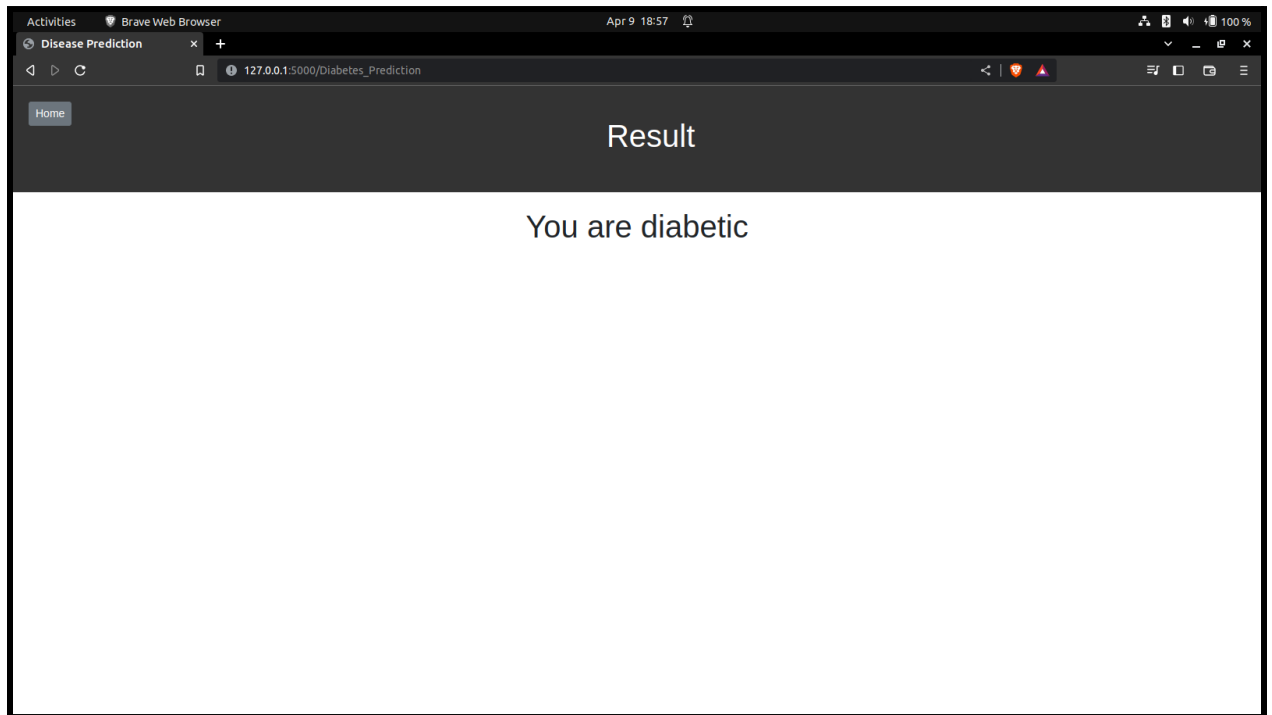 Activities Brave Web Browser Apr 9 18:57 100 %
Disease Prediction
127.0.0.1:5000/Diabetes_Prediction
Home
Result
You are diabetic